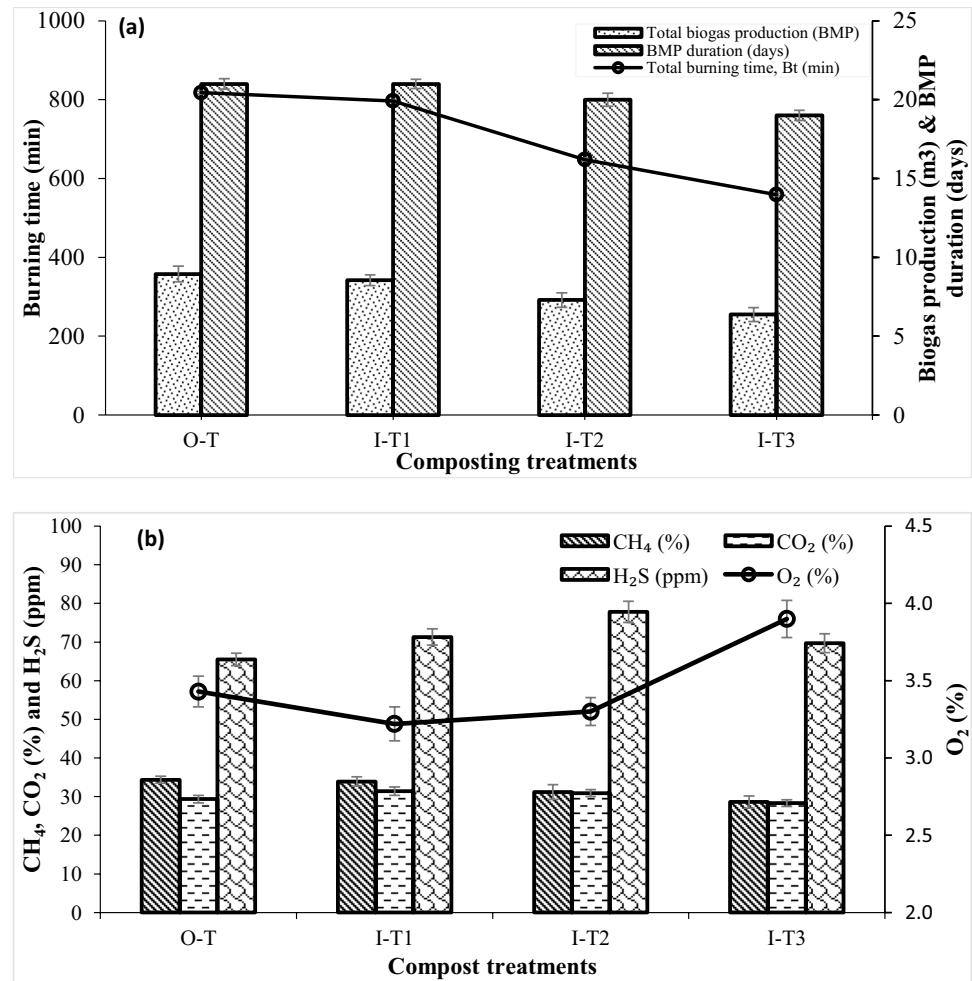 (a)
Total biogas production (BMP)
BMP duration (days)
Total burning time, Bt (min)
1000
800
600
400
200
0
Burning time (min)
25
20
15
10
5
0
Biogas production (m3) & BMP
duration (days)
O-T
I-T1
I-T2
I-T3
Composting treatments
(b)
CH₄ (%)
CO₂ (%)
H₂S (ppm)
O₂ (%)
100
90
80
70
60
50
40
30
20
10
0
CH₄, CO₂ (%) and H₂S (ppm)
4.5
4.0
3.5
3.0
2.5
2.0
O₂ (%)
O-T
I-T1
I-T2
I-T3
Compost treatments